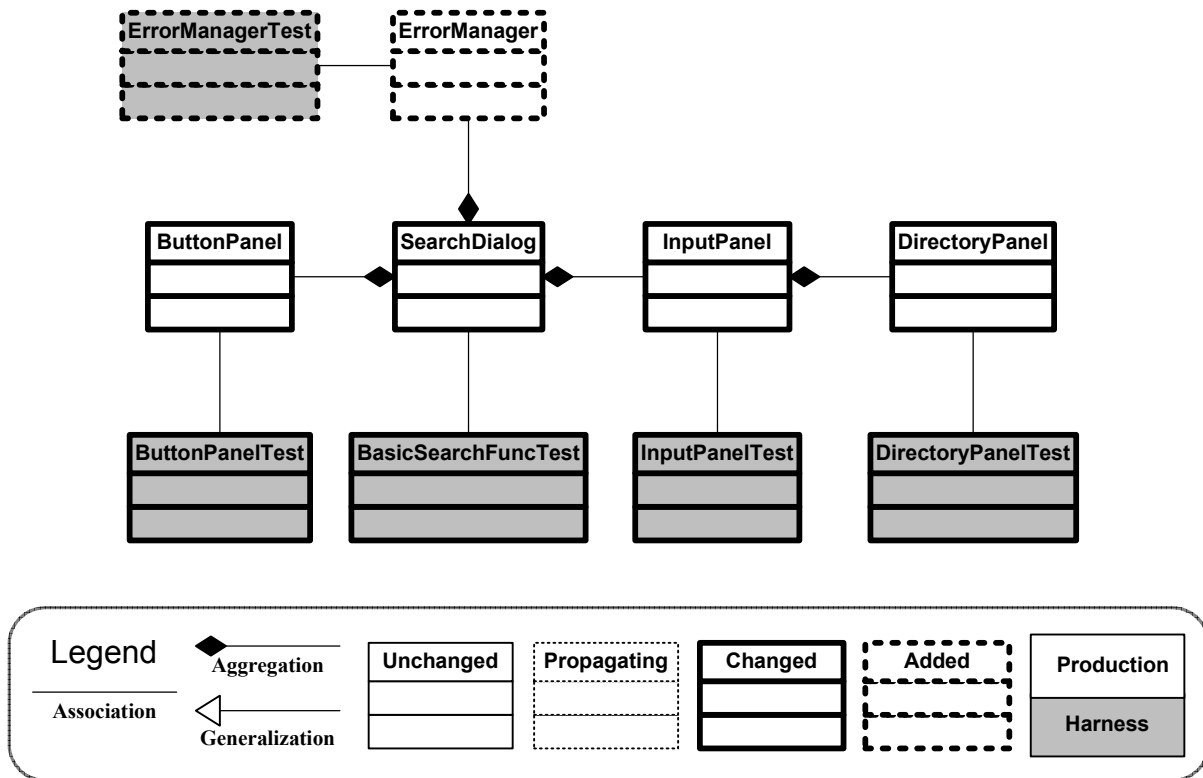 ErrorManagerTest
ErrorManager
ButtonPanel
SearchDialog
InputPanel
DirectoryPanel
ButtonPanelTest
BasicSearchFuncTest
InputPanelTest
DirectoryPanelTest
Legend
Association
Aggregation
Generalization
Unchanged
Propagating
Changed
Added
Production
Harness